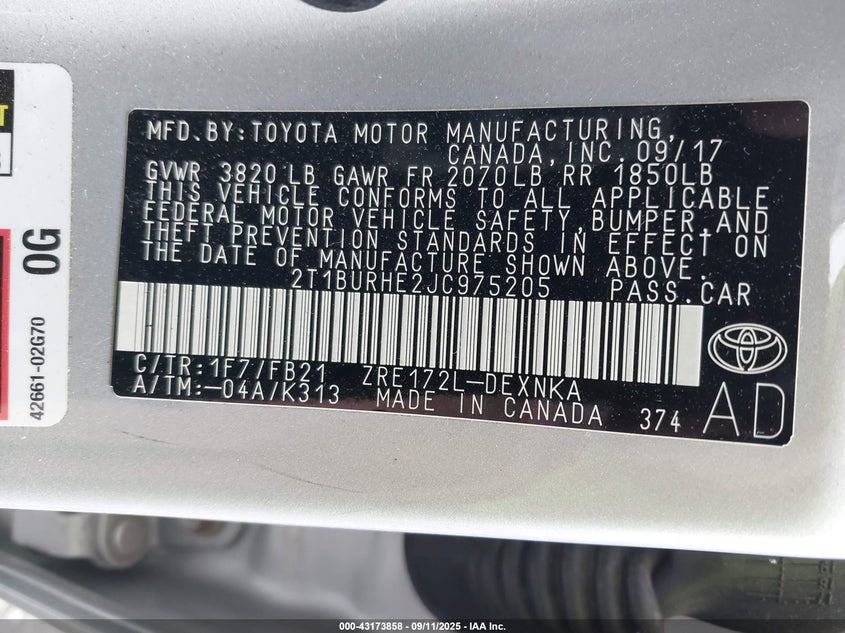 MFD.BY:TOYOTA MOTOR MANUFACTURING,
CANADA,INC.09/17
GVWR 3820LB GAWR FR 2070LB RR 1850LB
THIS VEHICLE CONFORMS TO ALL APPLICABLE
FEDERAL MOTOR VEHICLE SAFETY,BUMPER,AND
THEFT PREVENTION STANDARDS IN EFFECT ON
THE DATE OF MANUFACTURE SHOWN ABOVE.
2T1BURHE2JC975205 PASS.CAR
C/TR:1F7/FB21 ZRE172L-DEXNKA
A/TM:-04A/K313 MADE IN CANADA 374
AD
0G
42661-02G70
000-43173858 - 09/11/2025 - IAA Inc.